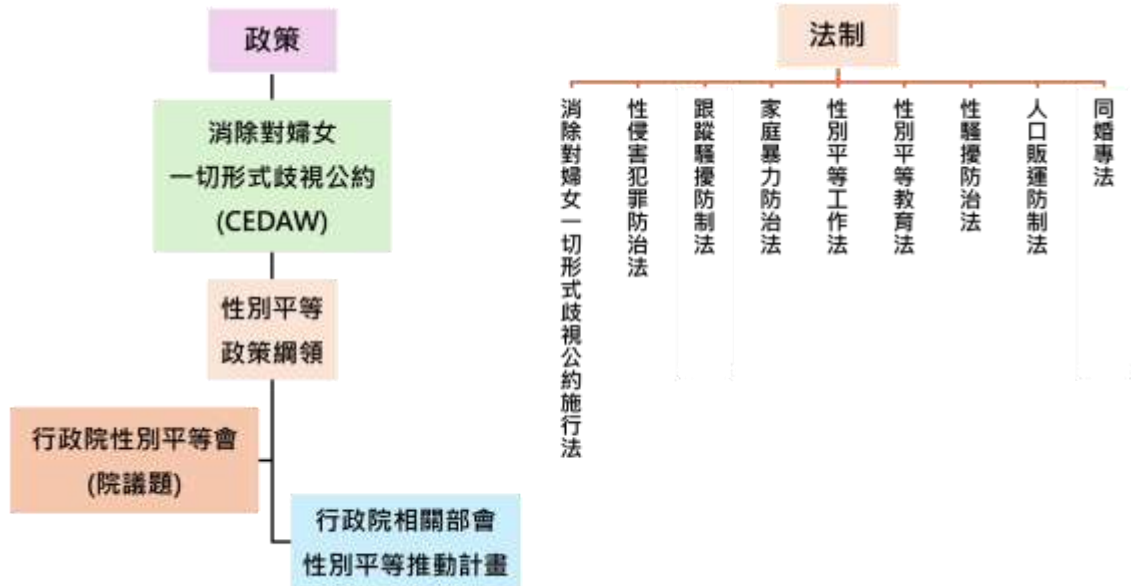 政策
消除對婦女
一切形式歧視公約
(CEDAW)
性別平等
政策綱領
行政院性別平等會
(院議題)
行政院相關部會
性別平等推動計畫
法制
消除對婦女一切形式歧視公約施行法
性侵害犯罪防治法
跟蹤騷擾防制法
家庭暴力防治法
性別平等工作法
性別平等教育法
性騷擾防治法
人口販運防制法
同婚專法